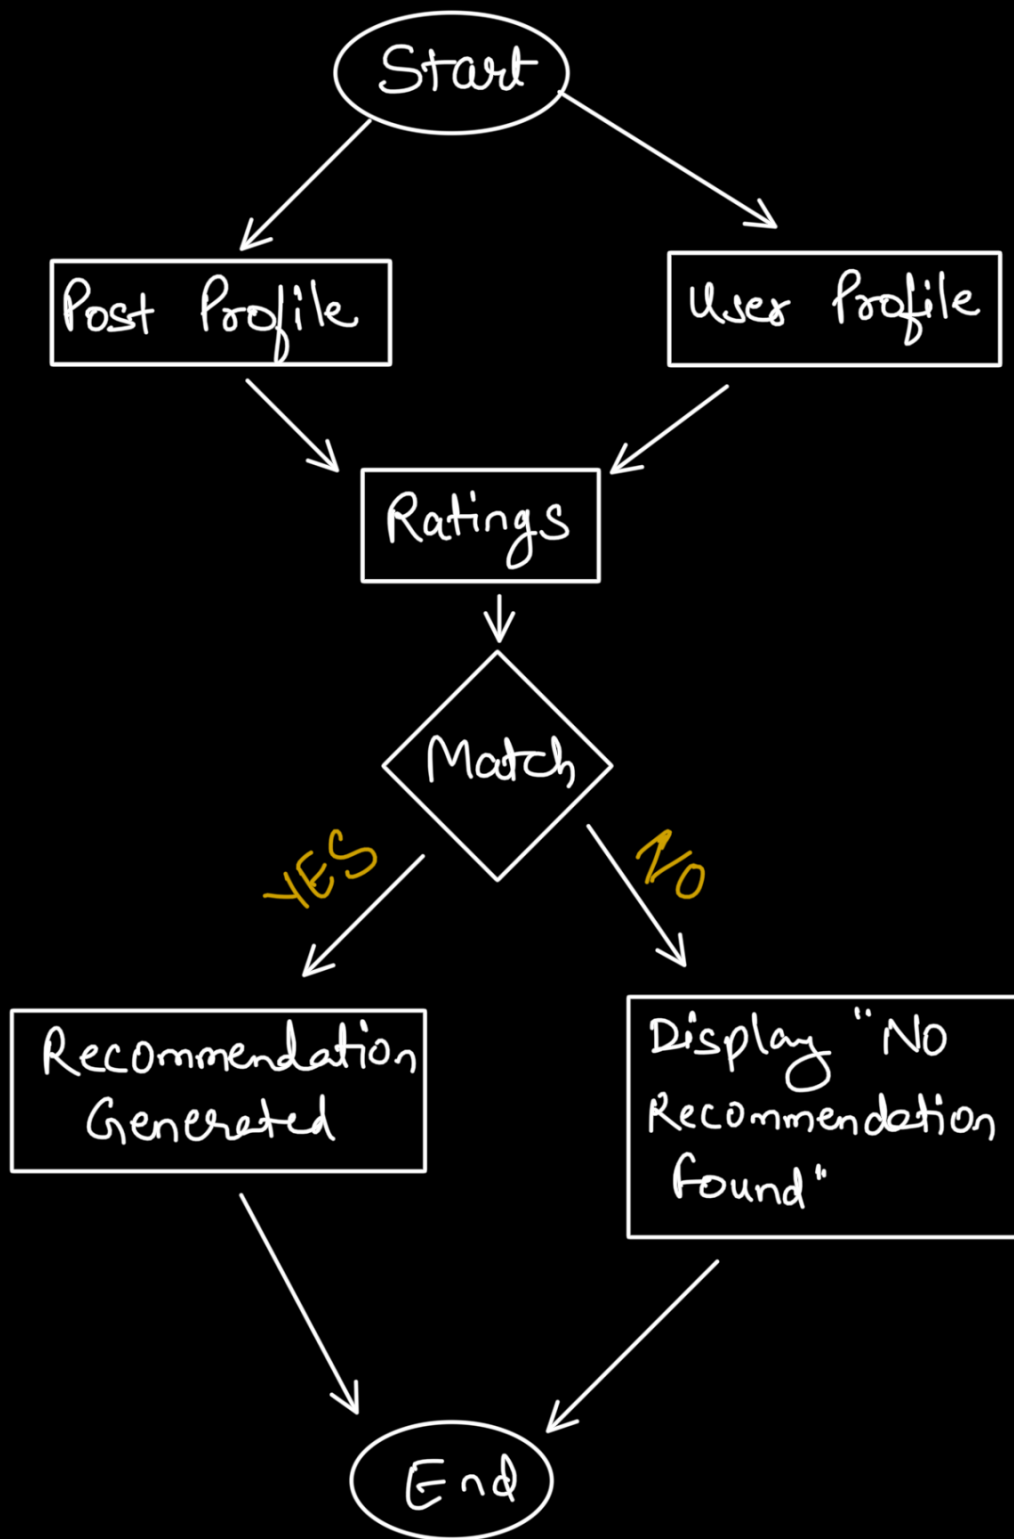 Start
Post Profile
User Profile
Ratings
Match
YES
NO
Recommendation
Generated
Display "No
Recommendation
found"
End